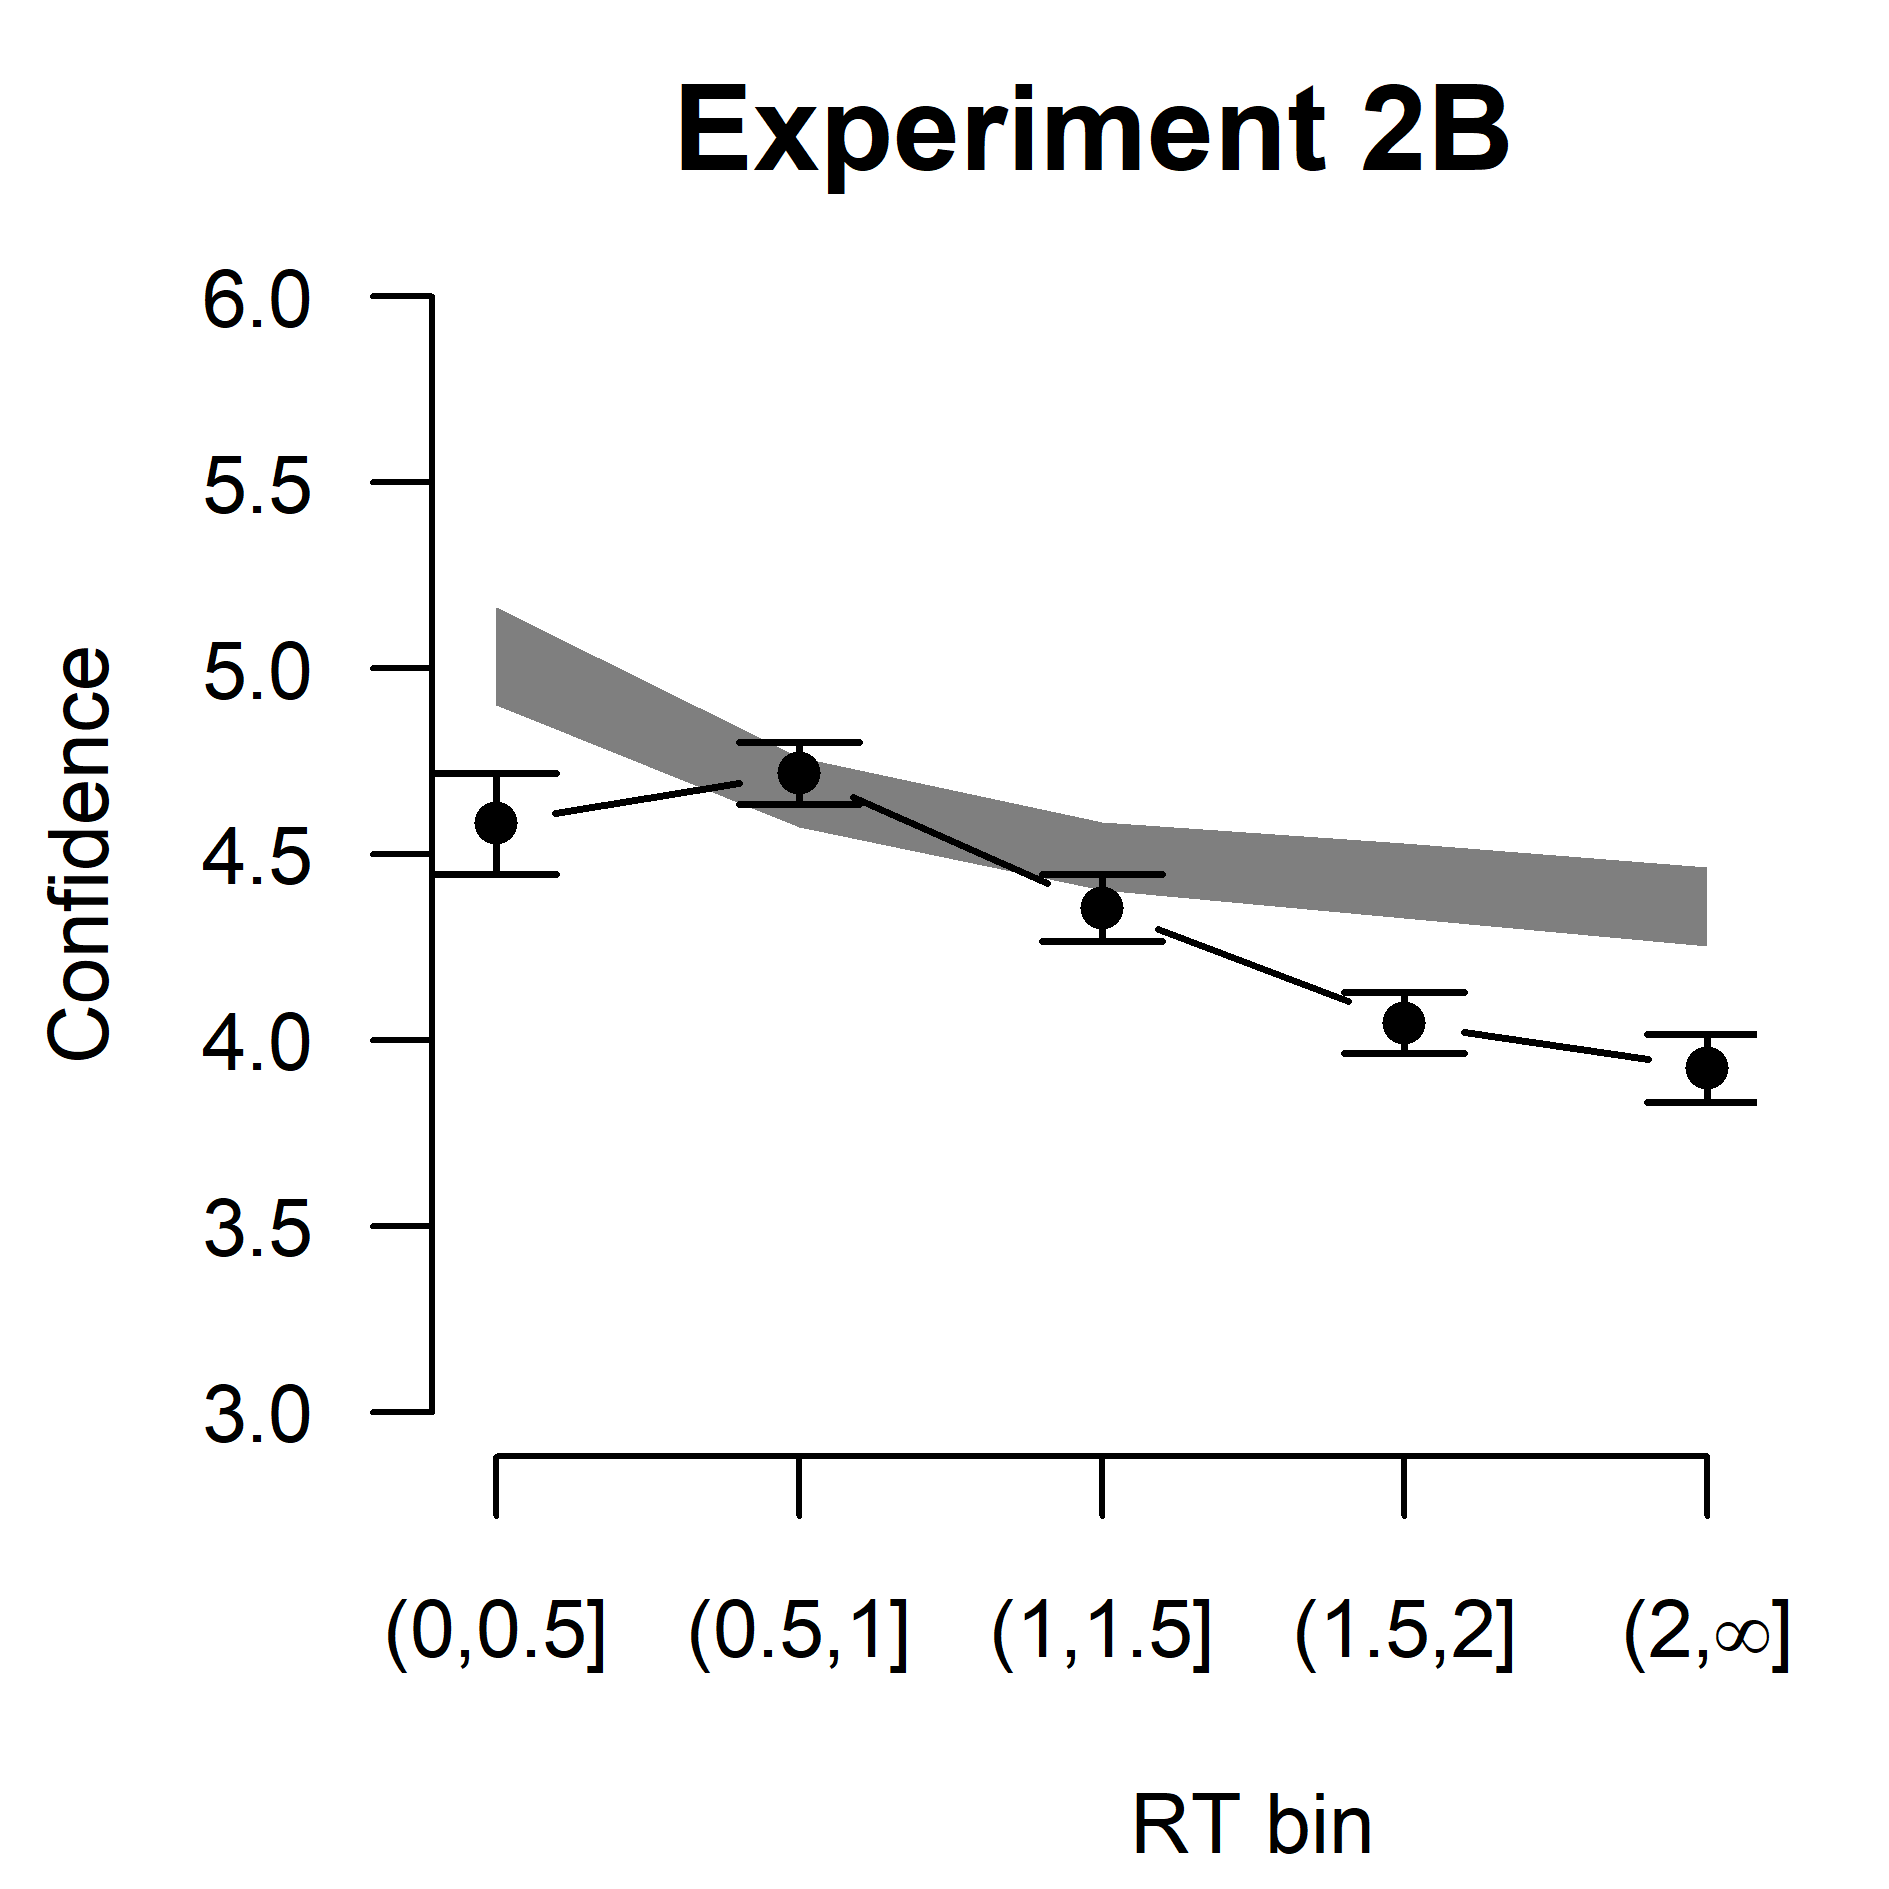 Experiment 2B
6.0
5.5
5.0
4.5
4.0
3.5
3.0
Confidence
(0,0.5] (0.5,1] (1,1.5] (1.5,2] (2,∞]
RT bin